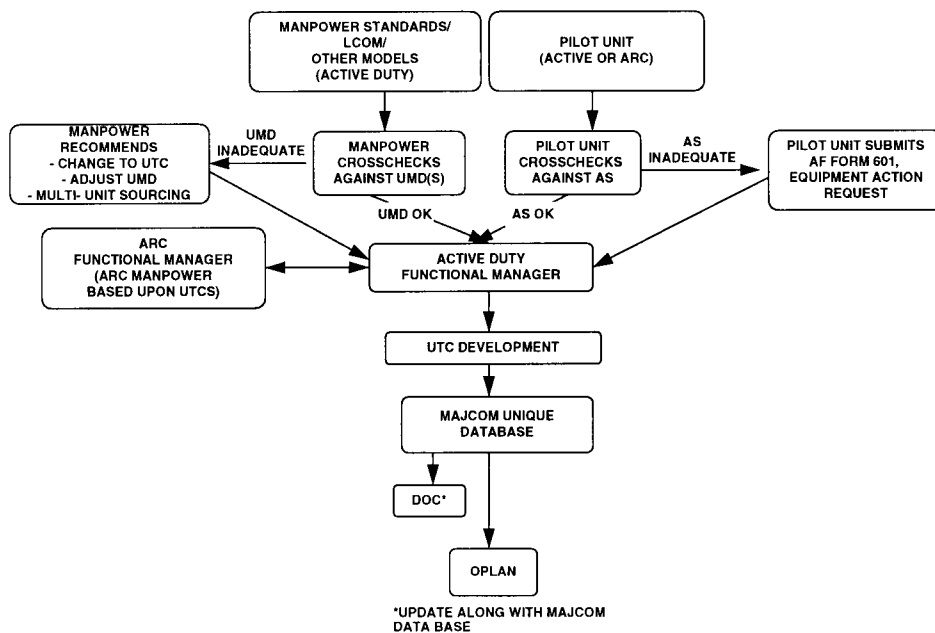 MANPOWER STANDARDS/
LCOM/
OTHER MODELS
(ACTIVE DUTY)
PILOT UNIT
(ACTIVE OR ARC)
MANPOWER
RECOMMENDS
- CHANGE TO UTC
- ADJUST UMD
- MULTI- UNIT SOURCING
UMD
INADEQUATE
MANPOWER
CROSSCHECKS
AGAINST UMD(S)
PILOT UNIT
CROSSCHECKS
AGAINST AS
AS
INADEQUATE
PILOT UNIT SUBMITS
AF FORM 601,
EQUIPMENT ACTION
REQUEST
UMD OK
AS OK
ARC
FUNCTIONAL MANAGER
(ARC MANPOWER
BASED UPON UTCS)
ACTIVE DUTY
FUNCTIONAL MANAGER
UTC DEVELOPMENT
MAJCOM UNIQUE
DATABASE
DOC*
OPLAN
*UPDATE ALONG WITH MAJCOM
DATA BASE